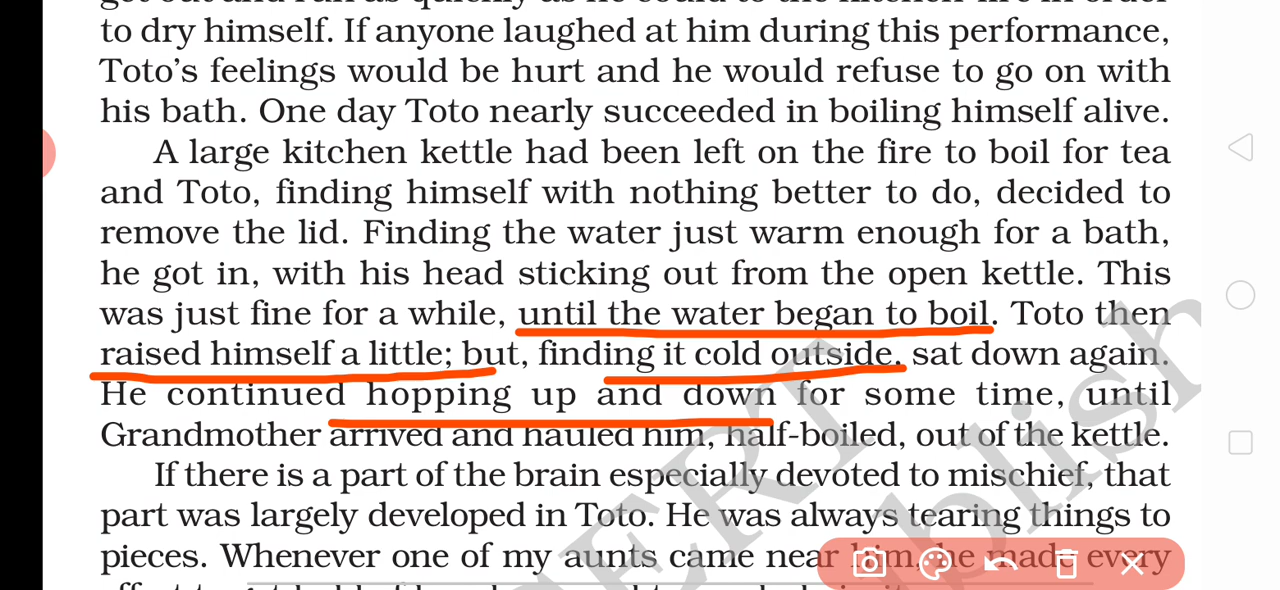 to dry himself. If anyone laughed at him during this performance,
Toto's feelings would be hurt and he would refuse to go on with
his bath. One day Toto nearly succeeded in boiling himself alive.
A large kitchen kettle had been left on the fire to boil for tea
and Toto, finding himself with nothing better to do, decided to
remove the lid. Finding the water just warm enough for a bath,
he got in, with his head sticking out from the open kettle. This
was just fine for a while, until the water began to boil. Toto then
raised himself a little; but, finding it cold outside, sat down again.
He continued hopping up and down for some time, until
Grandmother arrived and hauled him, half-boiled, out of the kettle.
If there is a part of the brain especially devoted to mischief, that
part was largely developed in Toto. He was always tearing things to
pieces. Whenever one of my aunts came near him, he made every